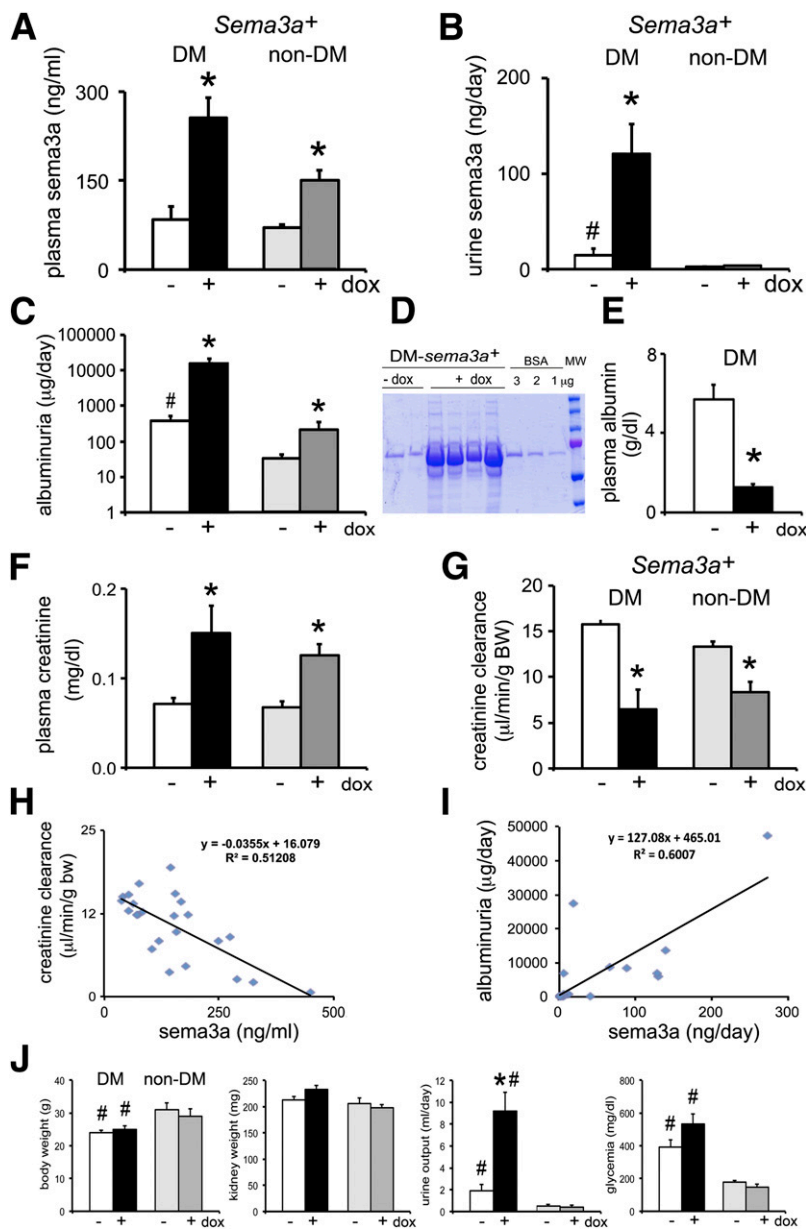 A
Sema3a+
DM non-DM
plasma sema3a (ng/ml)
300
150
0
*
*
- + - + dox
B
Sema3a+
DM non-DM
urine sema3a (ng/day)
200
100
0
#
*
- + - + dox
C
albuminuria (µg/day)
100000
10000
1000
100
10
1
#
*
*
- + - + dox
D
DM-sema3a+ BSA MW
- dox + dox 3 2 1 µg
E
DM
plasma albumin
(g/dl)
6
3
0
*
- + dox
F
plasma creatinine
(mg/dl)
0.2
0.1
0.0
*
*
- + - + dox
G
Sema3a+
DM non-DM
creatinine clearance
(µl/min/g BW)
20
15
10
5
0
*
*
- + - + dox
H
creatinine clearance
(µl/min/g bw)
25
12
0
y = -0.0355x + 16.079
R² = 0.51208
0 250 500
sema3a (ng/ml)
I
albuminuria (µg/day)
50000
40000
30000
20000
10000
0
y = 127.08x + 465.01
R² = 0.6007
0 100 200 300
sema3a (ng/day)
J
DM non-DM
body weight (g)
40
30
20
10
0
# #
- + - + dox
kidney weight (mg)
300
200
100
0
- + - + dox
urine output (ml/day)
12
10
8
6
4
2
0
#
*#
- + - + dox
glycemia (mg/dl)
800
600
400
200
0
# #
- + - + dox